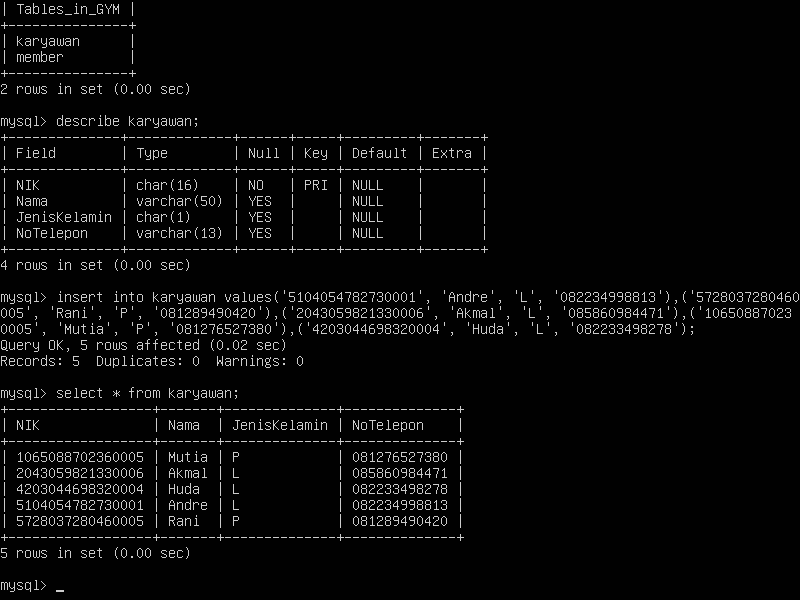 | Tables_in_GYM |
+---------------+
| karyawan      |
| member        |
+---------------+
2 rows in set (0.00 sec)

mysql> describe karyawan;
+--------------+-------------+------+-----+---------+-------+
| Field        | Type        | Null | Key | Default | Extra |
+--------------+-------------+------+-----+---------+-------+
| NIK          | char(16)    | NO   | PRI | NULL    |       |
| Nama         | varchar(50) | YES  |     | NULL    |       |
| JenisKelamin | char(1)     | YES  |     | NULL    |       |
| NoTelepon    | varchar(13) | YES  |     | NULL    |       |
+--------------+-------------+------+-----+---------+-------+
4 rows in set (0.00 sec)

mysql> insert into karyawan values('5104054782730001', 'Andre', 'L', '082234998813'),('5728037280460
005', 'Rani', 'P', '081289490420'),('2043059821330006', 'Akmal', 'L', '085860984471'),('10650887023
60005', 'Mutia', 'P', '081276527380'),('4203044698320004', 'Huda', 'L', '082233498278');
Query OK, 5 rows affected (0.02 sec)
Records: 5  Duplicates: 0  Warnings: 0

mysql> select * from karyawan;
+------------------+-------+--------------+--------------+
| NIK              | Nama  | JenisKelamin | NoTelepon    |
+------------------+-------+--------------+--------------+
| 1065088702360005 | Mutia | P            | 081276527380 |
| 2043059821330006 | Akmal | L            | 085860984471 |
| 4203044698320004 | Huda  | L            | 082233498278 |
| 5104054782730001 | Andre | L            | 082234998813 |
| 5728037280460005 | Rani  | P            | 081289490420 |
+------------------+-------+--------------+--------------+
5 rows in set (0.00 sec)

mysql> _